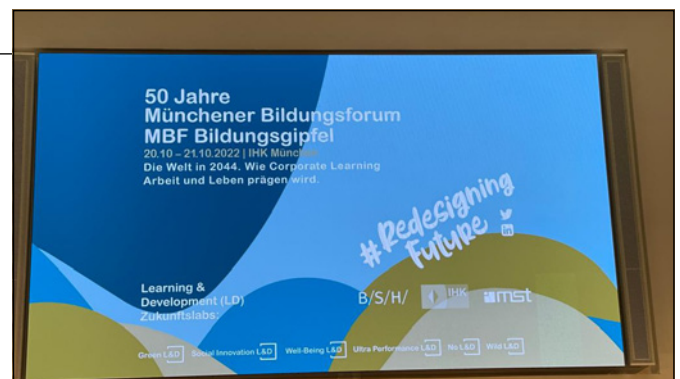 50 Jahre
Münchener Bildungsforum
MBF Bildungsgipfel
20.10 – 21.10.2022 | IHK München
Die Welt in 2044. Wie Corporate Learning
Arbeit und Leben prägen wird.
#Redesigning
Future
in
Learning &
Development (LD)
Zukunftslabs:
B/S/H/ IHK mst
Green L&D Social Innovation L&D Well-Being L&D Ultra Performance L&D No L&D Wild L&D